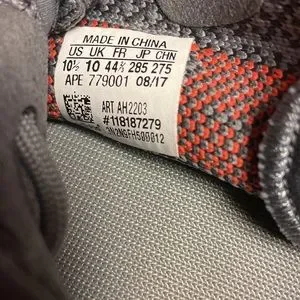 MADE IN CHINA
US UK FR JP CHN
10½ 10 44⅔ 285 275
APE 779001 08/17
ART AH2203
#118187279